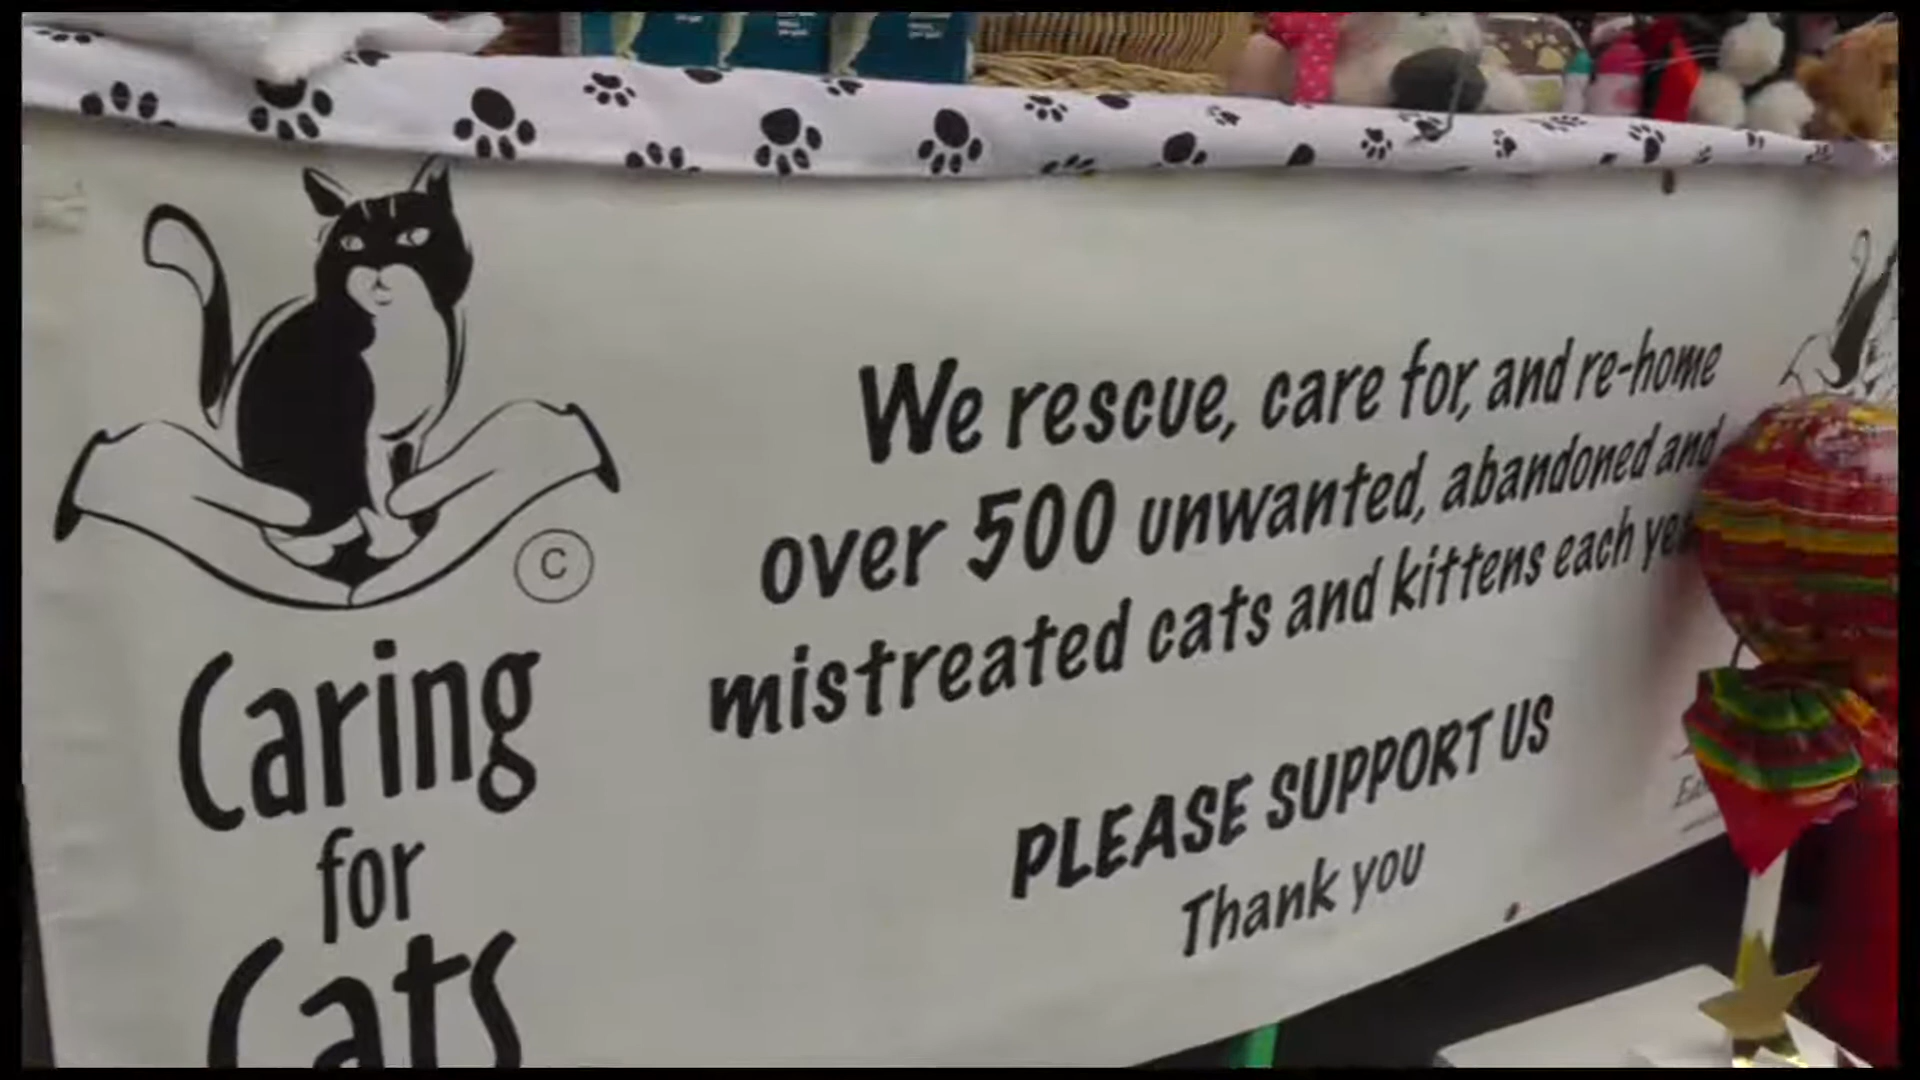 ©
Caring
for
Cats
We rescue, care for, and re-home
over 500 unwanted, abandoned and
mistreated cats and kittens each
PLEASE SUPPORT US
Thank you